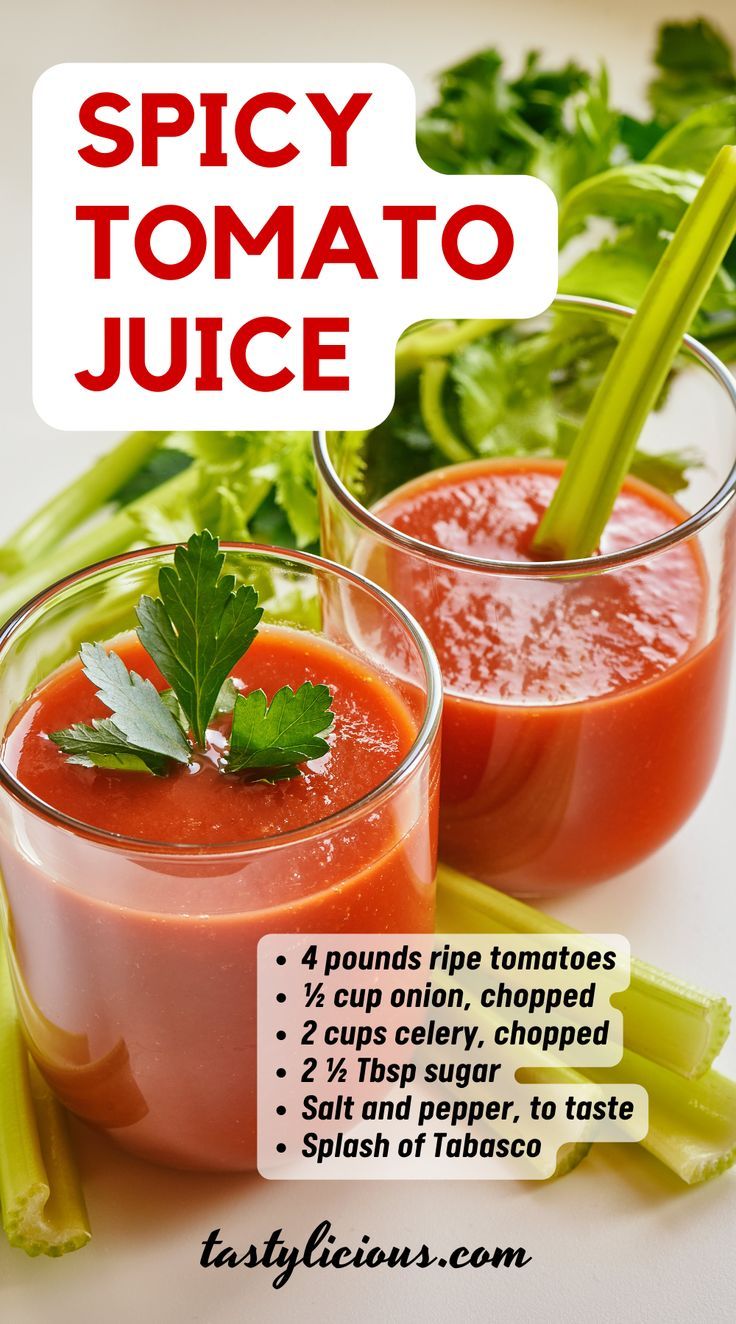 SPICY
TOMATO
JUICE
• 4 pounds ripe tomatoes
• ½ cup onion, chopped
• 2 cups celery, chopped
• 2 ½ Tbsp sugar
• Salt and pepper, to taste
• Splash of Tabasco
tastylicious.com